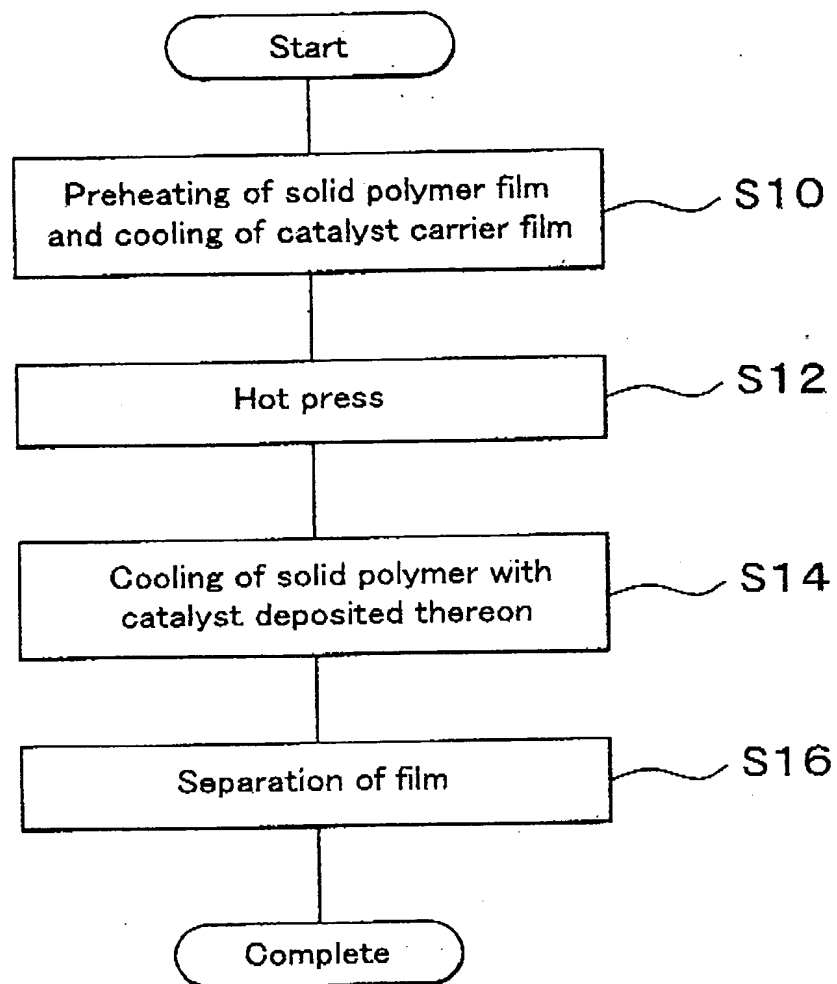 Start
Preheating of solid polymer film
and cooling of catalyst carrier film
S10
Hot press
S12
Cooling of solid polymer with
catalyst deposited thereon
S14
Separation of film
S16
Complete